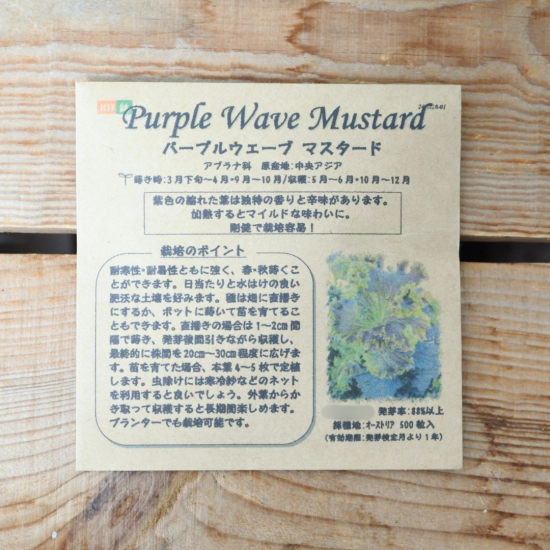 Purple Wave Mustard
パープルウェーブ マスタード
アブラナ科 原産地:中央アジア
蒔き時:3月下旬～4月・9月～10月/収穫:5月～6月・10月～12月
紫色の縮れた葉は独特の香りと辛味があります。
加熱するとマイルドな味わいに。
剛健で栽培容易!
栽培のポイント
耐寒性・耐暑性ともに強く、春・秋蒔くこ
とができます。日当たりと水はけの良い
肥沃な土壌を好みます。種は畑に直播き
にするか、ポットに蒔いて苗を育てるこ
ともできます。直播きの場合は1～2cm間
隔で蒔き、発芽後間引きながら収穫し、
最終的に株間を20cm～30cm程度に広げま
す。苗を育てた場合、本葉4～5枚で定植
します。虫除けには寒冷紗などのネット
を利用すると良いでしょう。外葉からか
き取って収穫すると長期間楽しめます。
プランターでも栽培可能です。
発芽率:88%以上
採種地:オーストリア 500粒入
(有効期限:発芽検定月より1年)